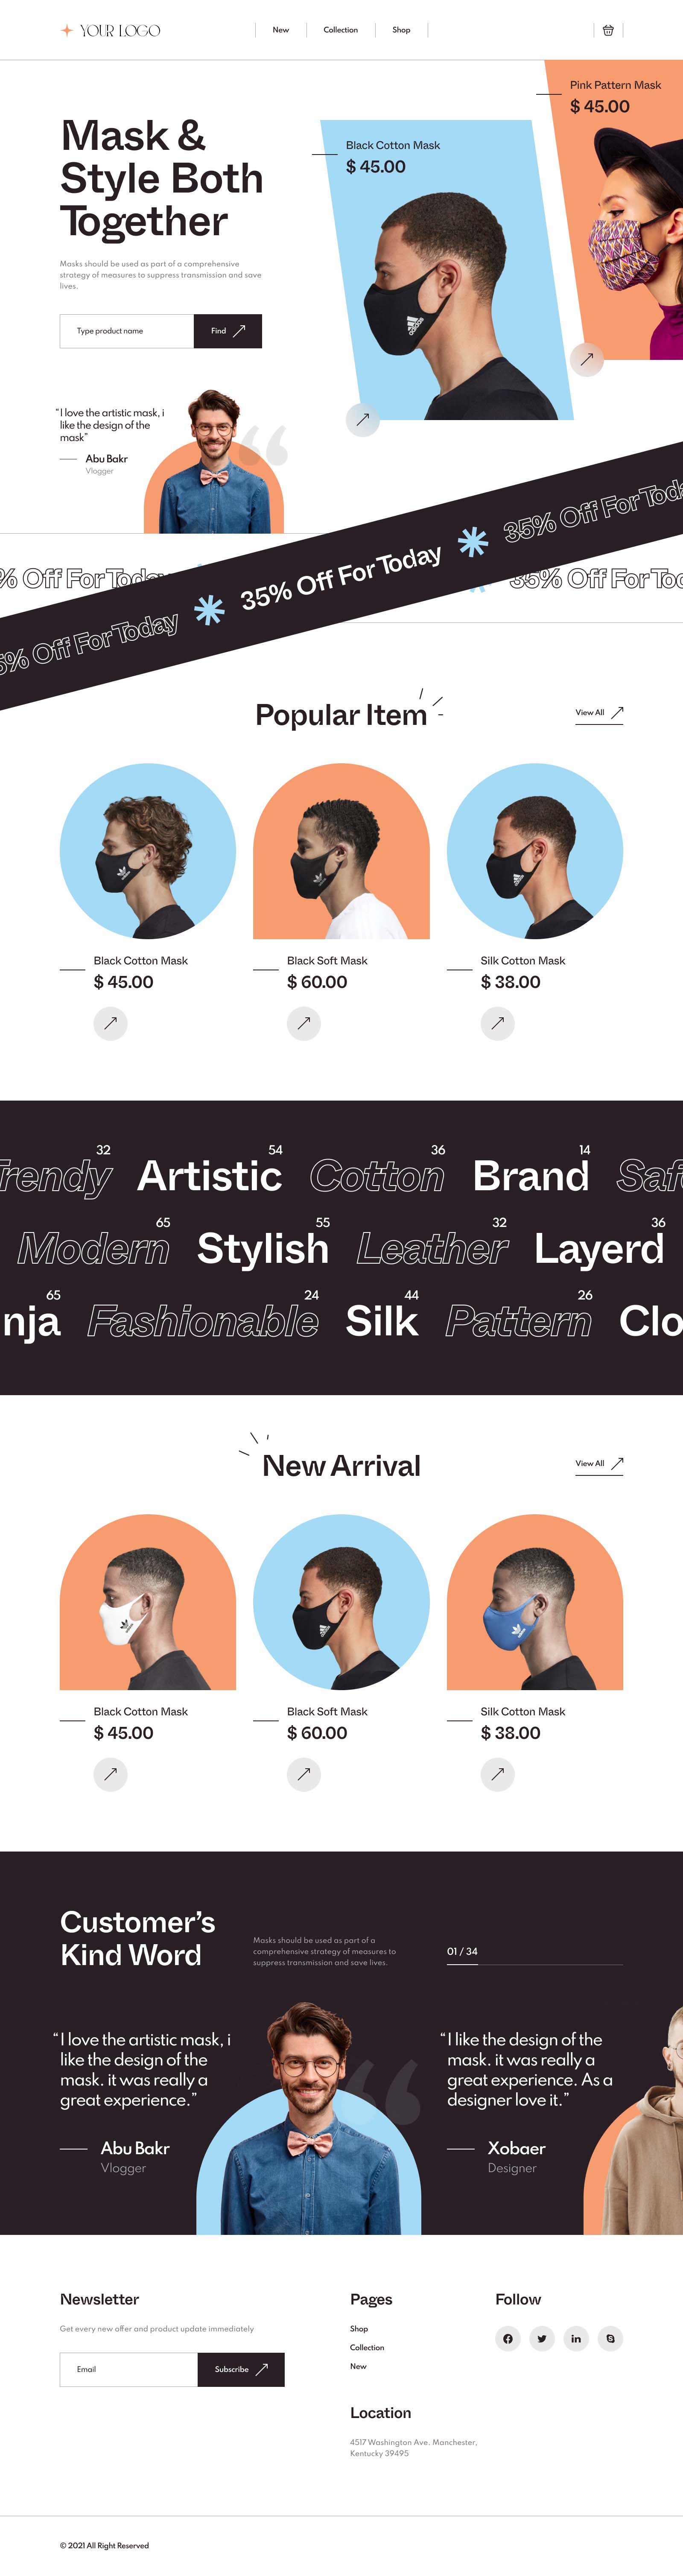 YOUR LOGO
New
Collection
Shop
Pink Pattern Mask
$ 45.00
Mask &
Style Both
Together
Black Cotton Mask
$ 45.00
Masks should be used as part of a comprehensive
strategy of measures to suppress transmission and save
lives.
Type product name
Find
adidas
“I love the artistic mask, i
like the design of the
mask”
Abu Bakr
Vlogger
35% Off For Today
% Off For Today
35% Off For Today
35% Off For Tod
5% Off For Today
35% Off For Too
Popular Item
View All
Black Cotton Mask
$ 45.00
Black Soft Mask
$ 60.00
Silk Cotton Mask
$ 38.00
Trendy 32
Artistic 54
Cotton 36
Brand 14
Safe
Modern 65
Stylish 55
Leather 32
Layerd 36
nja 65
Fashionable 24
Silk 44
Pattern 26
Clo
New Arrival
View All
Black Cotton Mask
$ 45.00
Black Soft Mask
$ 60.00
Silk Cotton Mask
$ 38.00
Customer’s
Kind Word
Masks should be used as part of a
comprehensive strategy of measures to
suppress transmission and save lives.
01 / 34
“I love the artistic mask, i
like the design of the
mask. it was really a
great experience.”
Abu Bakr
Vlogger
“I like the design of the
mask. it was really a
great experience. As a
designer love it.”
Xobaer
Designer
Newsletter
Get every new offer and product update immediately
Email
Subscribe
Pages
Shop
Collection
New
Follow
Location
4517 Washington Ave. Manchester,
Kentucky 39495
© 2021 All Right Reserved